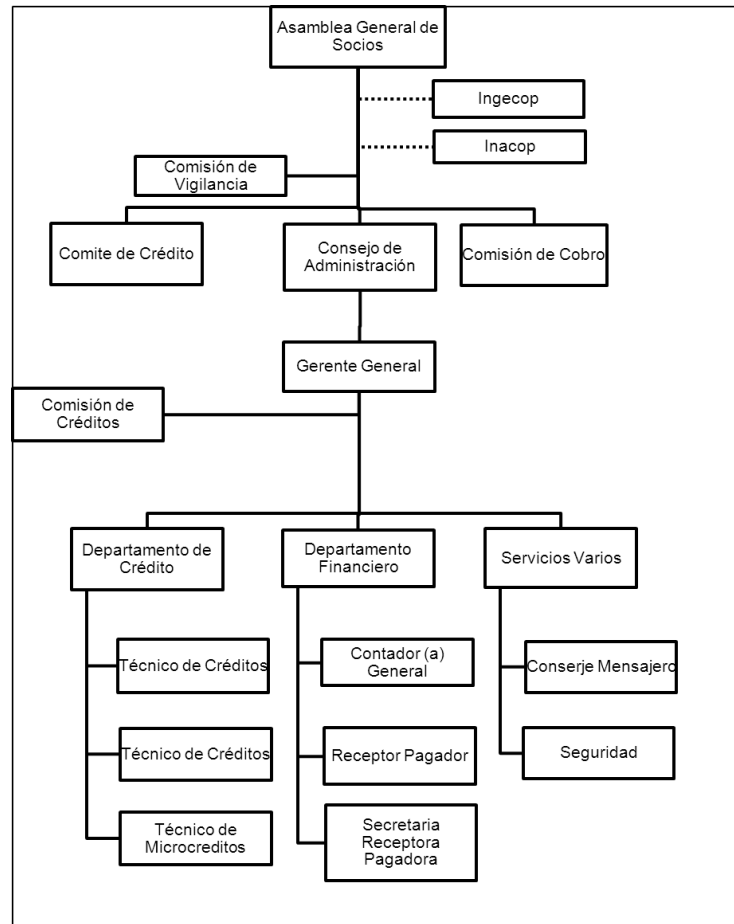 Asamblea General de
Socios
Ingecop
Inacop
Comisión de
Vigilancia
Comite de Crédito
Consejo de
Administración
Comisión de Cobro
Gerente General
Comisión de
Créditos
Departamento de
Crédito
Departamento
Financiero
Servicios Varios
Técnico de Créditos
Contador (a)
General
Conserje Mensajero
Técnico de Créditos
Receptor Pagador
Seguridad
Técnico de
Microcreditos
Secretaria
Receptora
Pagadora